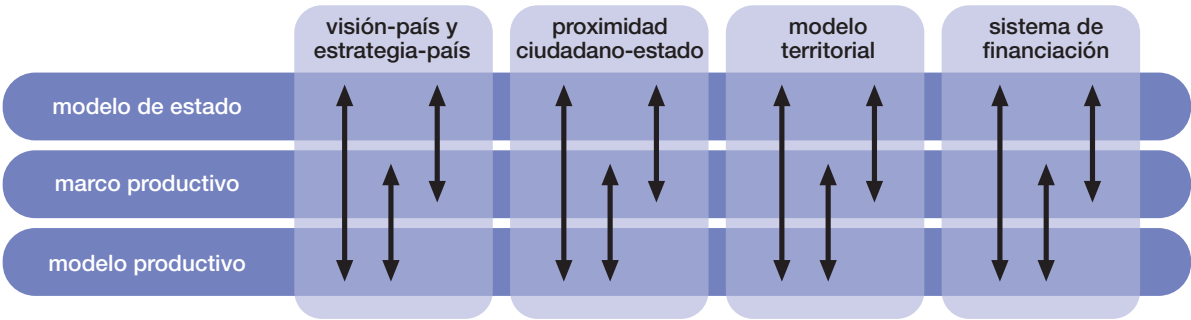 visión-país y
estrategia-país
proximidad
ciudadano-estado
modelo
territorial
sistema de
financiación
modelo de estado
marco productivo
modelo productivo